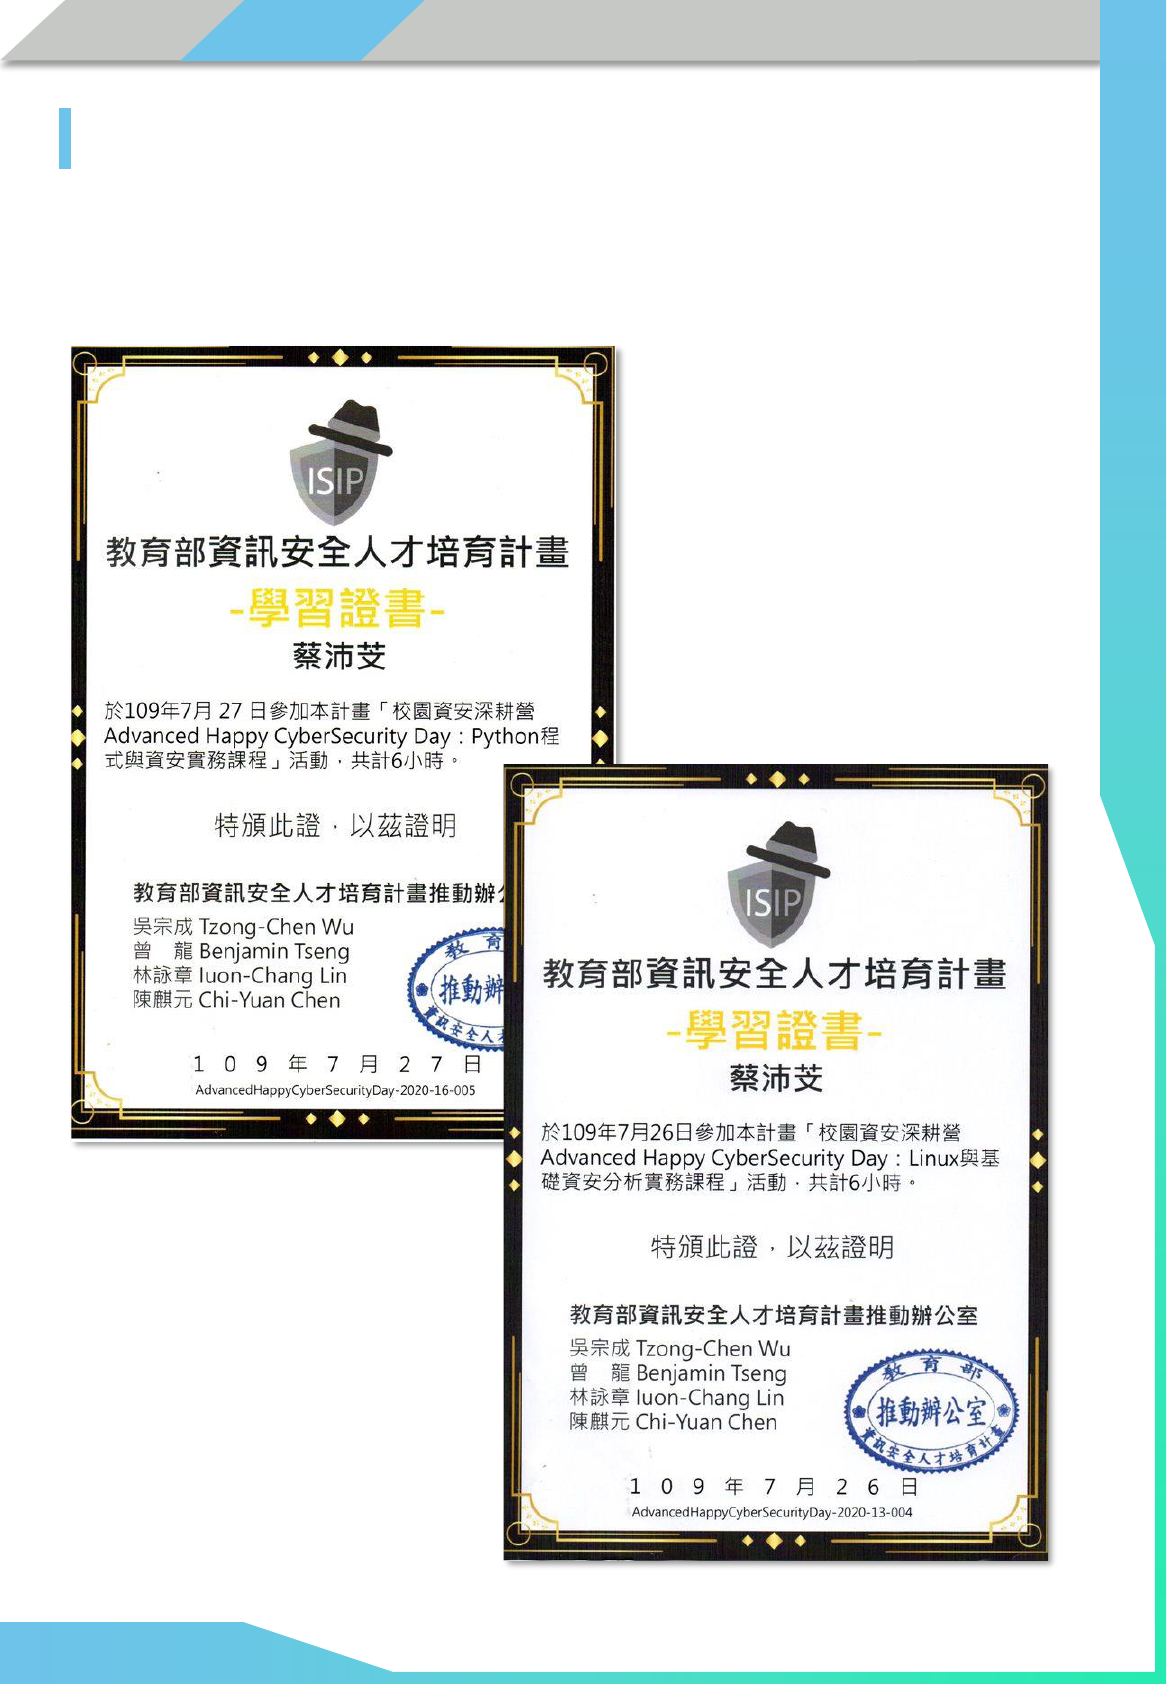 ISIP
教育部資訊安全人才培育計畫
-學習證書-
蔡沛芠
於109年7月 27 日參加本計畫「校園資安深耕營
Advanced Happy CyberSecurity Day：Python程
式與資安實務課程」活動，共計6小時。
特頒此證，以茲證明
教育部資訊安全人才培育計畫推動辦
吳宗成 Tzong-Chen Wu
曾　龍 Benjamin Tseng
林詠章 Iuon-Chang Lin
陳麒元 Chi-Yuan Chen
教育
推動辦
資訊安全人
109年7月27日
AdvancedHappyCyberSecurityDay-2020-16-005
ISIP
教育部資訊安全人才培育計畫
-學習證書-
蔡沛芠
於109年7月26日參加本計畫「校園資安深耕營
Advanced Happy CyberSecurity Day：Linux與基
礎資安分析實務課程」活動，共計6小時。
特頒此證，以茲證明
教育部資訊安全人才培育計畫推動辦公室
吳宗成 Tzong-Chen Wu
曾　龍 Benjamin Tseng
林詠章 Iuon-Chang Lin
陳麒元 Chi-Yuan Chen
教育部
推動辦公室
資訊安全人才培育計畫
109年7月26日
AdvancedHappyCyberSecurityDay-2020-13-004